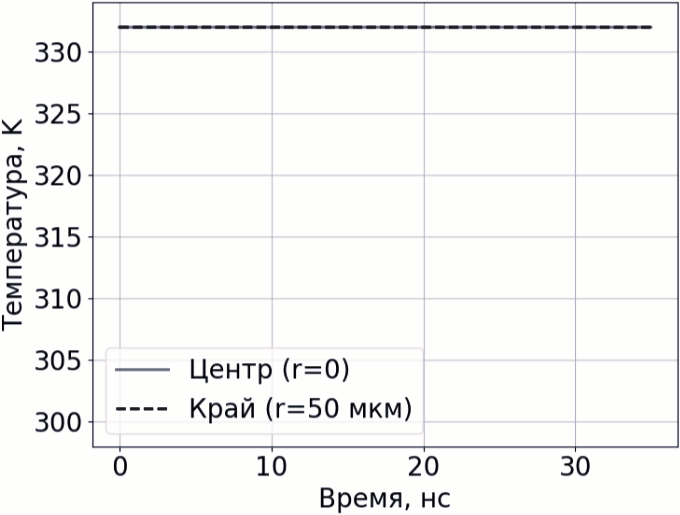 330
325
320
315
310
305
300
Температура, К
Центр (r=0)
Край (r=50 мкм)
0 10 20 30
Время, нс